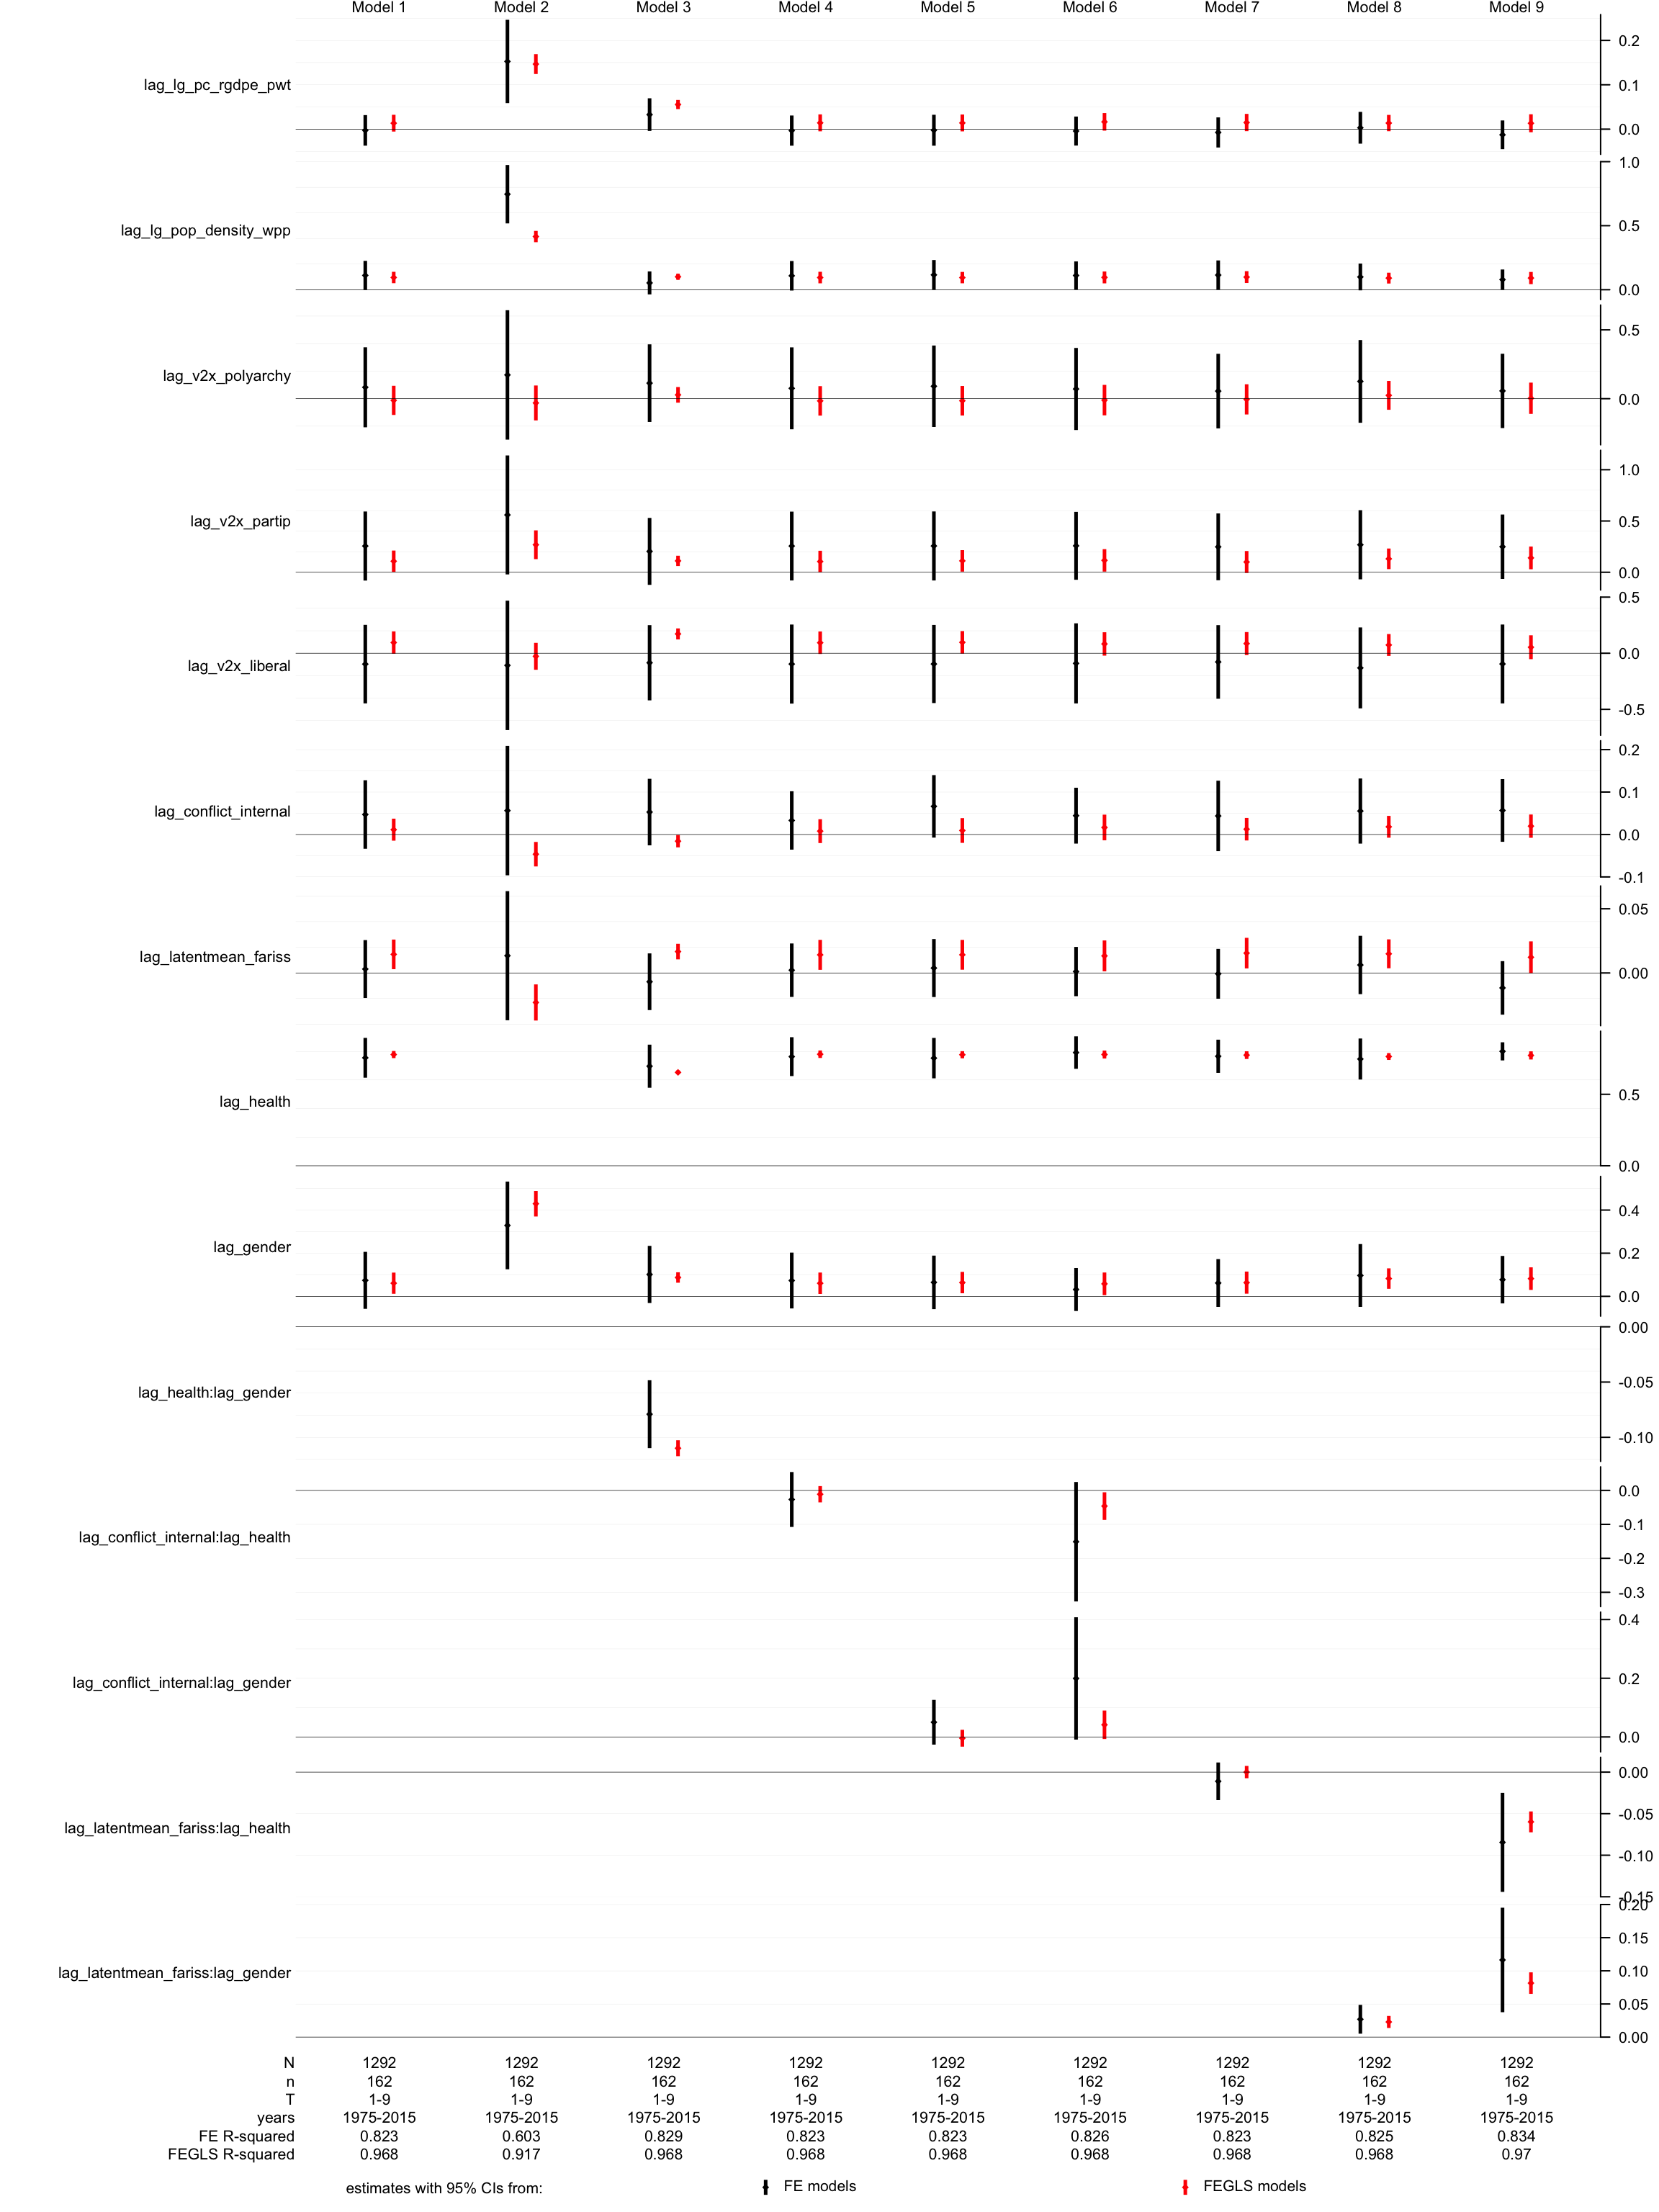 Model 1 Model 2 Model 3 Model 4 Model 5 Model 6 Model 7 Model 8 Model 9
lag_lg_pc_rgdpe_pwt
0.2
0.1
0.0
lag_lg_pop_density_wpp
1.0
0.5
0.0
lag_v2x_polyarchy
0.5
0.0
lag_v2x_partip
1.0
0.5
0.0
lag_v2x_liberal
0.5
0.0
-0.5
lag_conflict_internal
0.2
0.1
0.0
-0.1
lag_latentmean_fariss
0.05
0.00
lag_health
0.5
0.0
lag_gender
0.4
0.2
0.0
lag_health:lag_gender
0.00
-0.05
-0.10
lag_conflict_internal:lag_health
0.0
-0.1
-0.2
-0.3
lag_conflict_internal:lag_gender
0.4
0.2
0.0
lag_latentmean_fariss:lag_health
0.00
-0.05
-0.10
-0.15
lag_latentmean_fariss:lag_gender
0.20
0.15
0.10
0.05
0.00
N 1292 1292 1292 1292 1292 1292 1292 1292 1292
n 162 162 162 162 162 162 162 162 162
T 1-9 1-9 1-9 1-9 1-9 1-9 1-9 1-9 1-9
years 1975-2015 1975-2015 1975-2015 1975-2015 1975-2015 1975-2015 1975-2015 1975-2015 1975-2015
FE R-squared 0.823 0.603 0.829 0.823 0.823 0.826 0.823 0.825 0.834
FEGLS R-squared 0.968 0.917 0.968 0.968 0.968 0.968 0.968 0.968 0.97
estimates with 95% CIs from: FE models FEGLS models